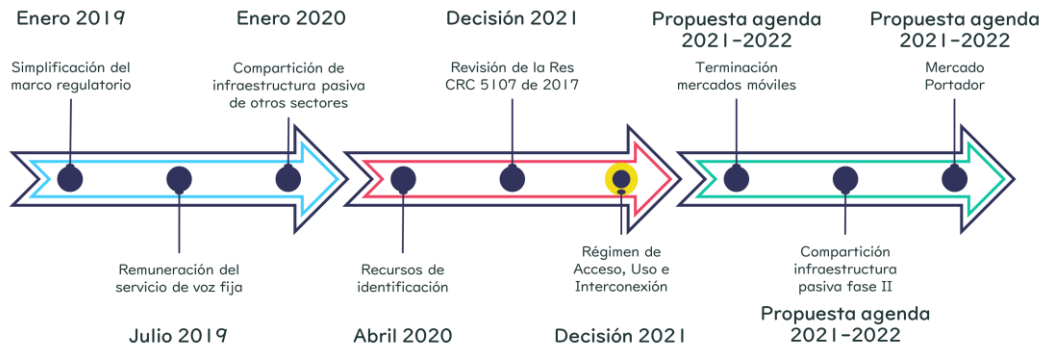 Enero 2019
Simplificación del
marco regulatorio
Remuneración del
servicio de voz fija
Julio 2019
Enero 2020
Compartición de
infraestructura pasiva
de otros sectores
Recursos de
identificación
Abril 2020
Decisión 2021
Revisión de la Res
CRC 5107 de 2017
Régimen de
Acceso, Uso e
Interconexión
Decisión 2021
Propuesta agenda
2021-2022
Terminación
mercados móviles
Compartición
infraestructura
pasiva fase II
Propuesta agenda
2021-2022
Propuesta agenda
2021-2022
Mercado
Portador